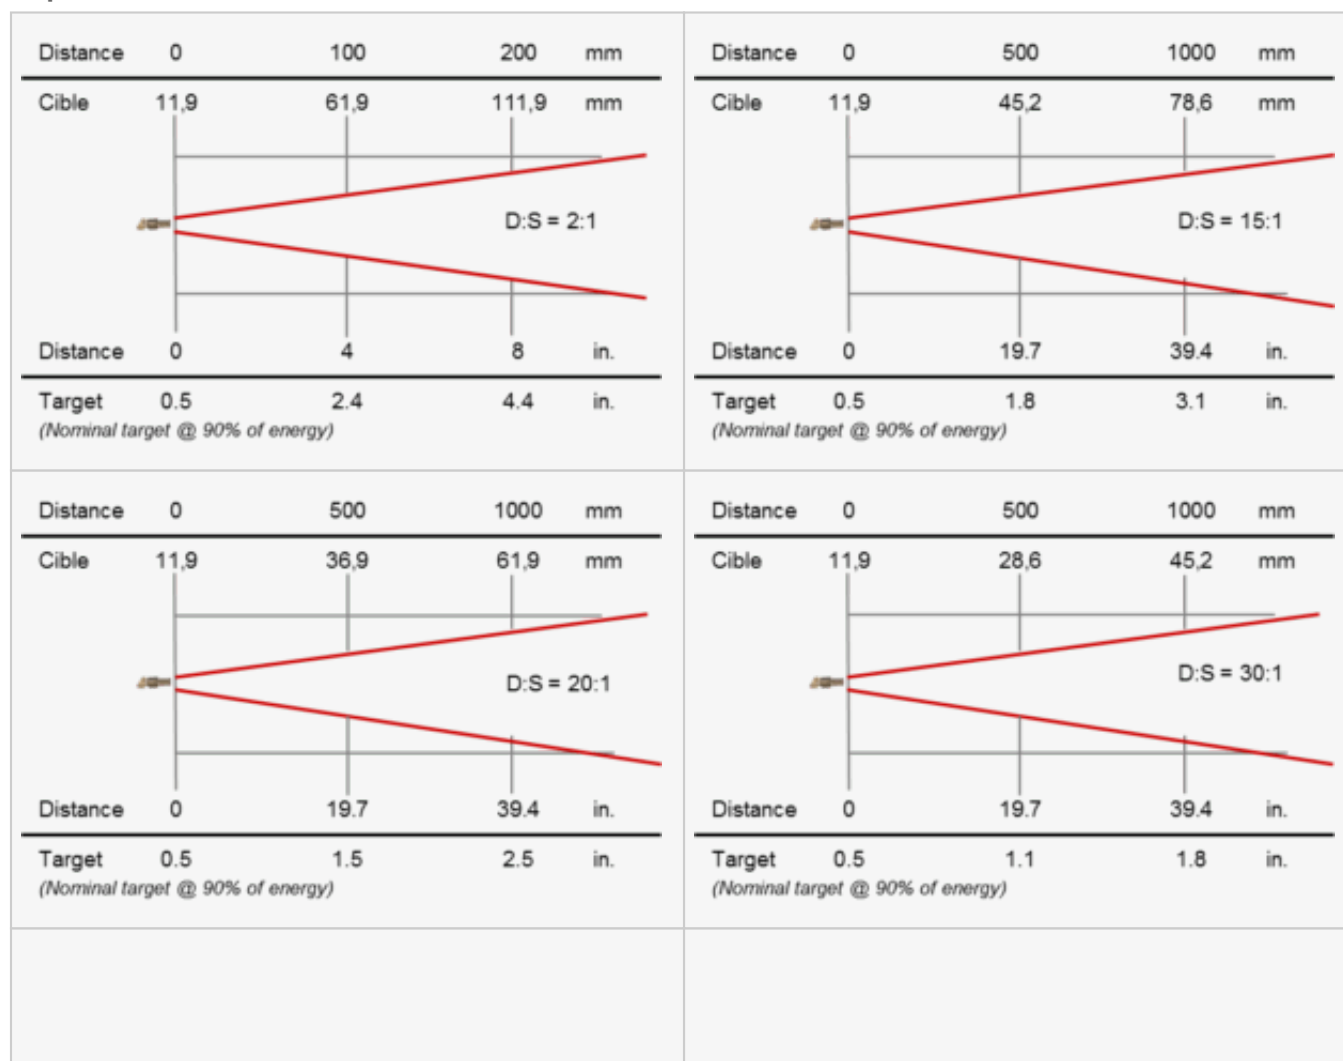 Distance 0 100 200 mm
Cible 11,9 61,9 111,9 mm
D:S = 2:1
Distance 0 4 8 in.
Target 0.5 2.4 4.4 in.
(Nominal target @ 90% of energy)
Distance 0 500 1000 mm
Cible 11,9 45,2 78,6 mm
D:S = 15:1
Distance 0 19.7 39.4 in.
Target 0.5 1.8 3.1 in.
(Nominal target @ 90% of energy)
Distance 0 500 1000 mm
Cible 11,9 36,9 61,9 mm
D:S = 20:1
Distance 0 19.7 39.4 in.
Target 0.5 1.5 2.5 in.
(Nominal target @ 90% of energy)
Distance 0 500 1000 mm
Cible 11,9 28,6 45,2 mm
D:S = 30:1
Distance 0 19.7 39.4 in.
Target 0.5 1.1 1.8 in.
(Nominal target @ 90% of energy)